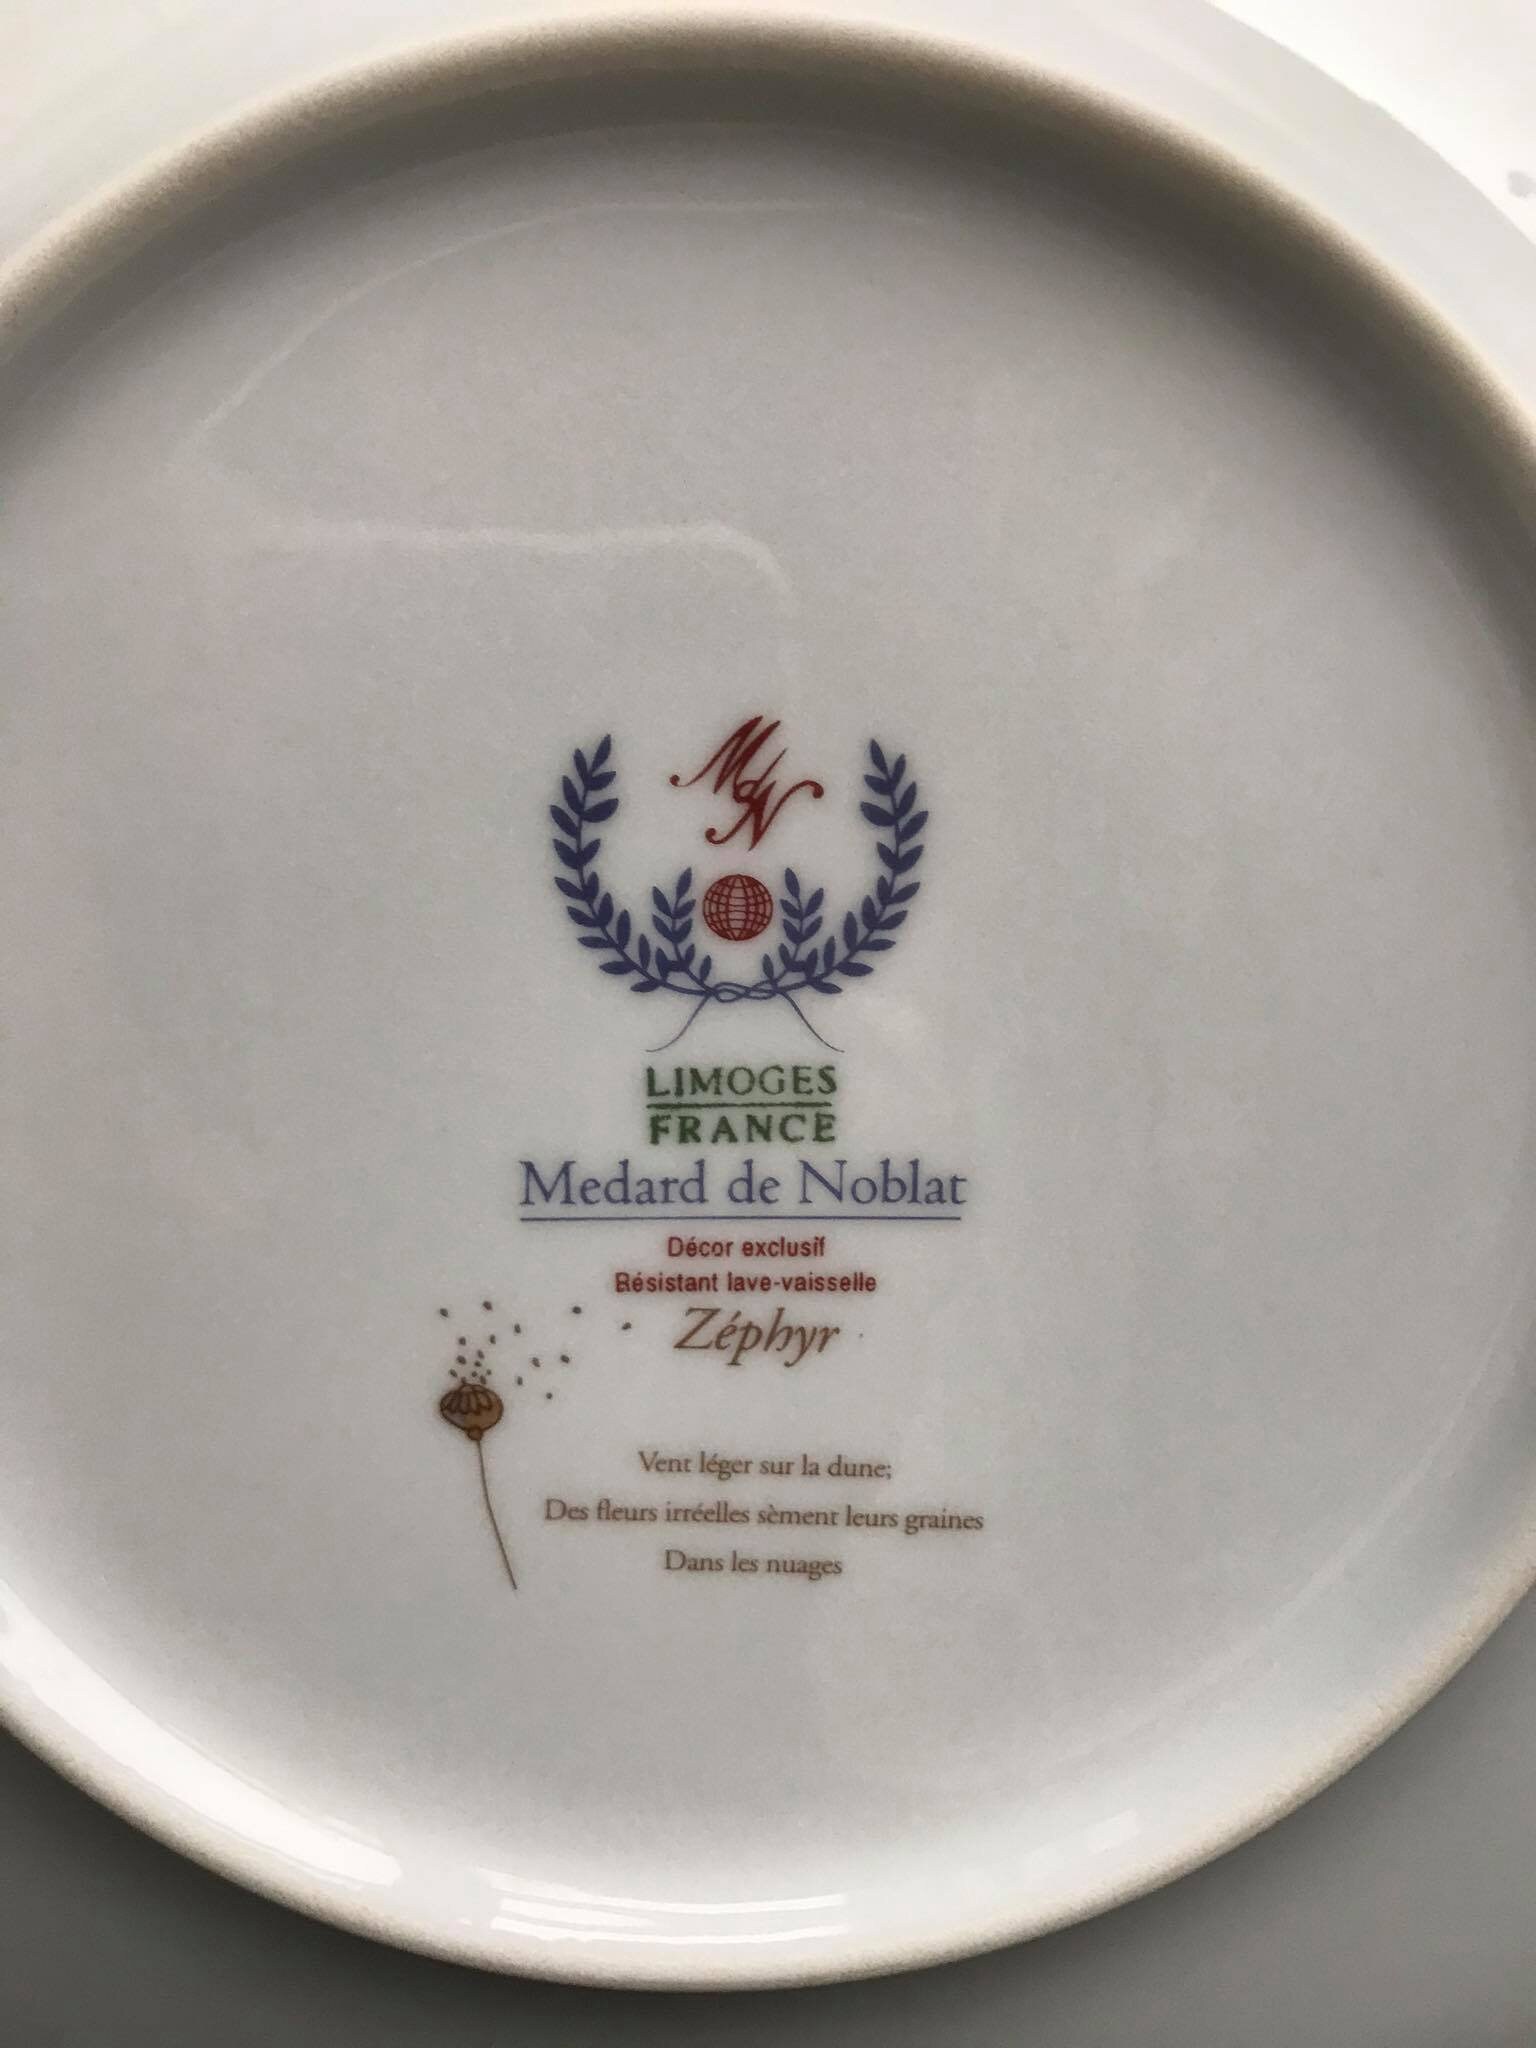 MdN
LIMOGES
FRANCE
Medard de Noblat
Décor exclusif
Résistant lave-vaisselle
Zéphyr
Vent léger sur la dune;
Des fleurs irréelles sèment leurs graines
Dans les nuages